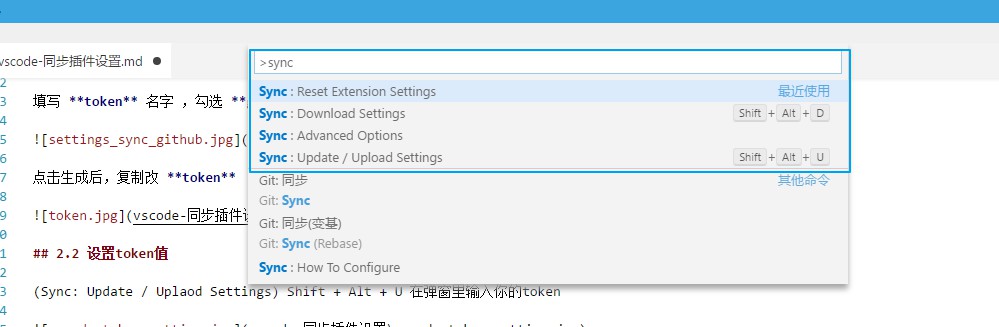 vscode-同步插件设置.md
>sync
Sync : Reset Extension Settings 最近使用
Sync : Download Settings Shift + Alt + D
Sync : Advanced Options
Sync : Update / Upload Settings Shift + Alt + U
Git: 同步 其他命令
Git: Sync
Git: 同步(变基)
Git: Sync (Rebase)
Sync : How To Configure
2
3 填写 **token** 名字 ，勾选 **
4
5 ![settings_sync_github.jpg](
6
7 点击生成后，复制改 **token**
8
9 ![token.jpg](vscode-同步插件
0
1 ## 2.2 设置token值
2
3 (Sync: Update / Uplaod Settings) Shift + Alt + U 在弹窗里输入你的token
4